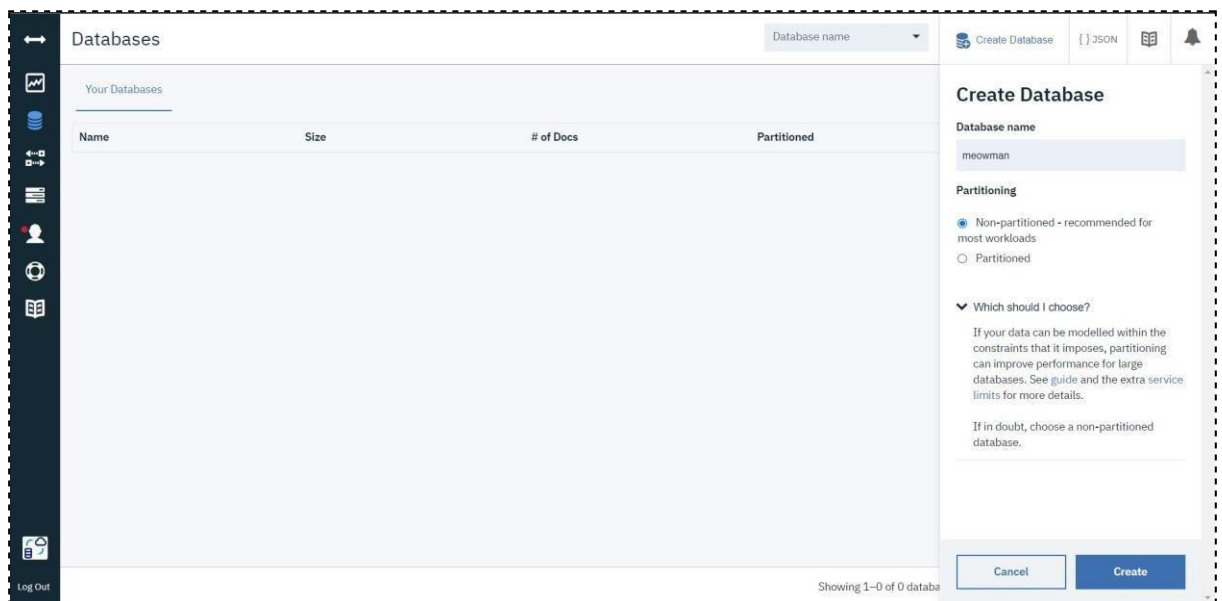 Databases
Database name
Create Database
{ } JSON
Your Databases
Name Size # of Docs Partitioned
Create Database
Database name
meowman
Partitioning
Non-partitioned - recommended for
most workloads
Partitioned
Which should I choose?
If your data can be modelled within the
constraints that it imposes, partitioning
can improve performance for large
databases. See guide and the extra service
limits for more details.
If in doubt, choose a non-partitioned
database.
Cancel
Create
Log Out
Showing 1–0 of 0 databa